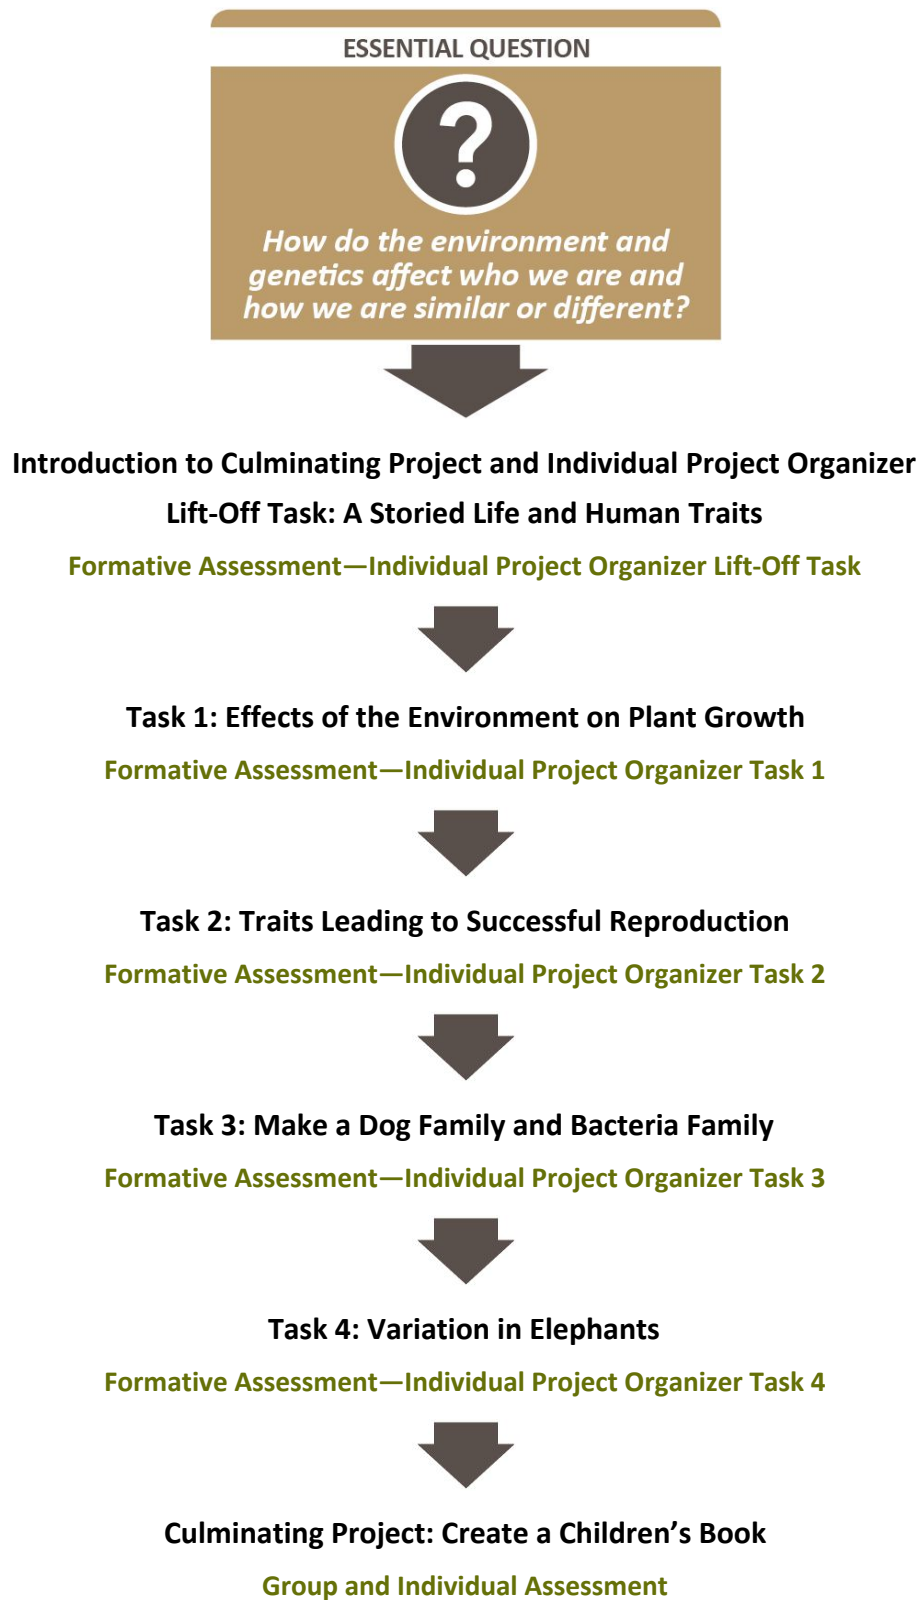 ESSENTIAL QUESTION
?
How do the environment and
genetics affect who we are and
how we are similar or different?
Introduction to Culminating Project and Individual Project Organizer
Lift-Off Task: A Storied Life and Human Traits
Formative Assessment—Individual Project Organizer Lift-Off Task
Task 1: Effects of the Environment on Plant Growth
Formative Assessment—Individual Project Organizer Task 1
Task 2: Traits Leading to Successful Reproduction
Formative Assessment—Individual Project Organizer Task 2
Task 3: Make a Dog Family and Bacteria Family
Formative Assessment—Individual Project Organizer Task 3
Task 4: Variation in Elephants
Formative Assessment—Individual Project Organizer Task 4
Culminating Project: Create a Children’s Book
Group and Individual Assessment